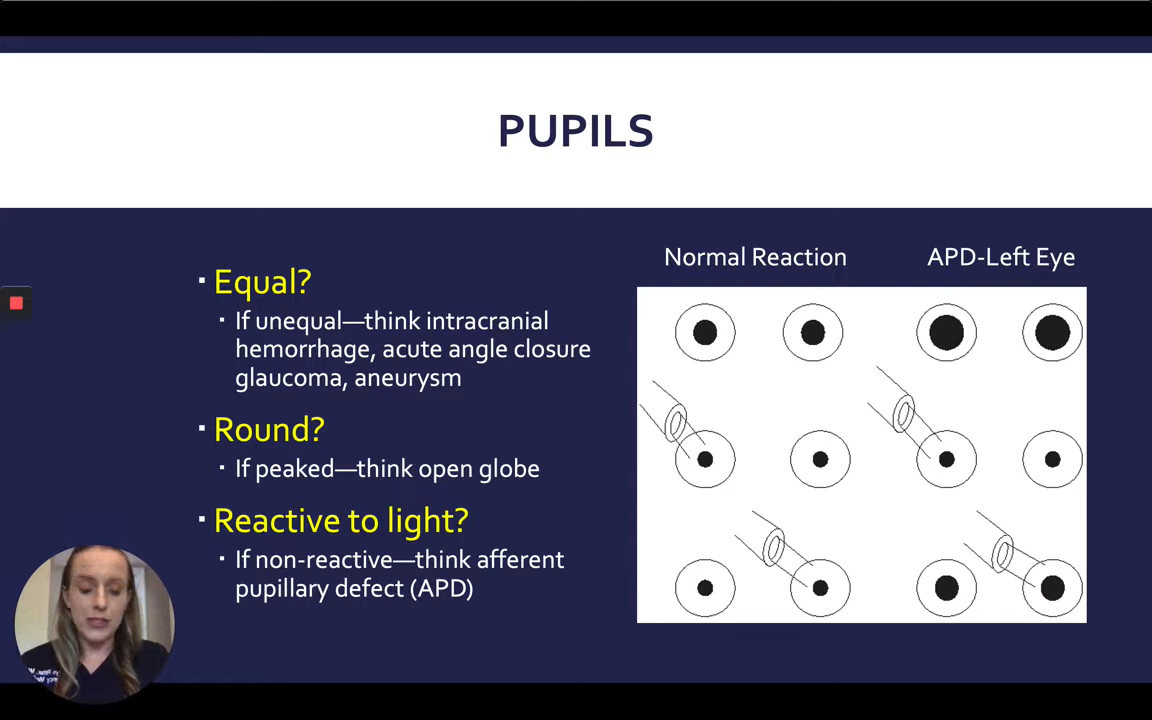 PUPILS
Equal?
If unequal—think intracranial
hemorrhage, acute angle closure
glaucoma, aneurysm
Round?
If peaked—think open globe
Reactive to light?
If non-reactive—think afferent
pupillary defect (APD)
Normal Reaction
APD-Left Eye